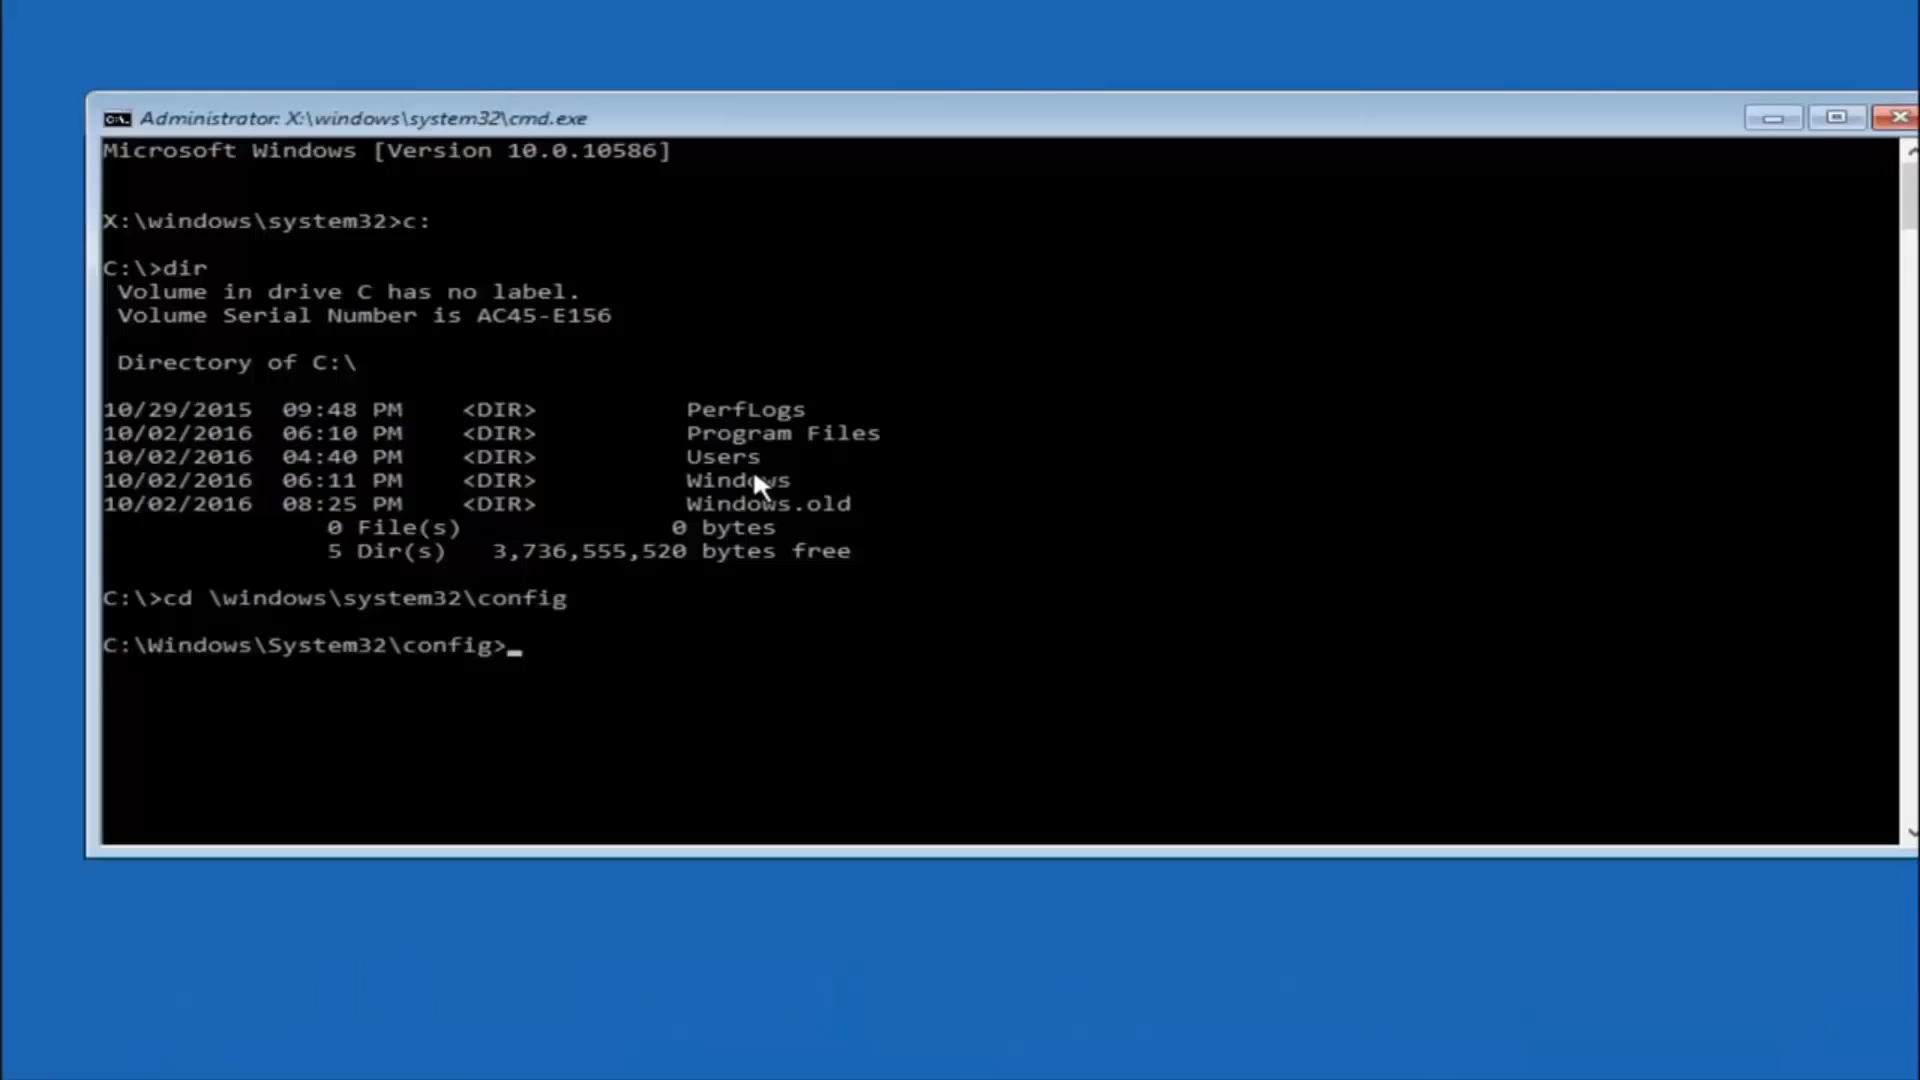 Administrator: X:\windows\system32\cmd.exe
Microsoft Windows [Version 10.0.10586]
X:\windows\system32>c:
C:\>dir
Volume in drive C has no label.
Volume Serial Number is AC45-E156
Directory of C:\
10/29/2015 09:48 PM <DIR> PerfLogs
10/02/2016 06:10 PM <DIR> Program Files
10/02/2016 04:40 PM <DIR> Users
10/02/2016 06:11 PM <DIR> Windows
10/02/2016 08:25 PM <DIR> Windows.old
0 File(s) 0 bytes
5 Dir(s) 3,736,555,520 bytes free
C:\>cd \windows\system32\config
C:\Windows\System32\config>_